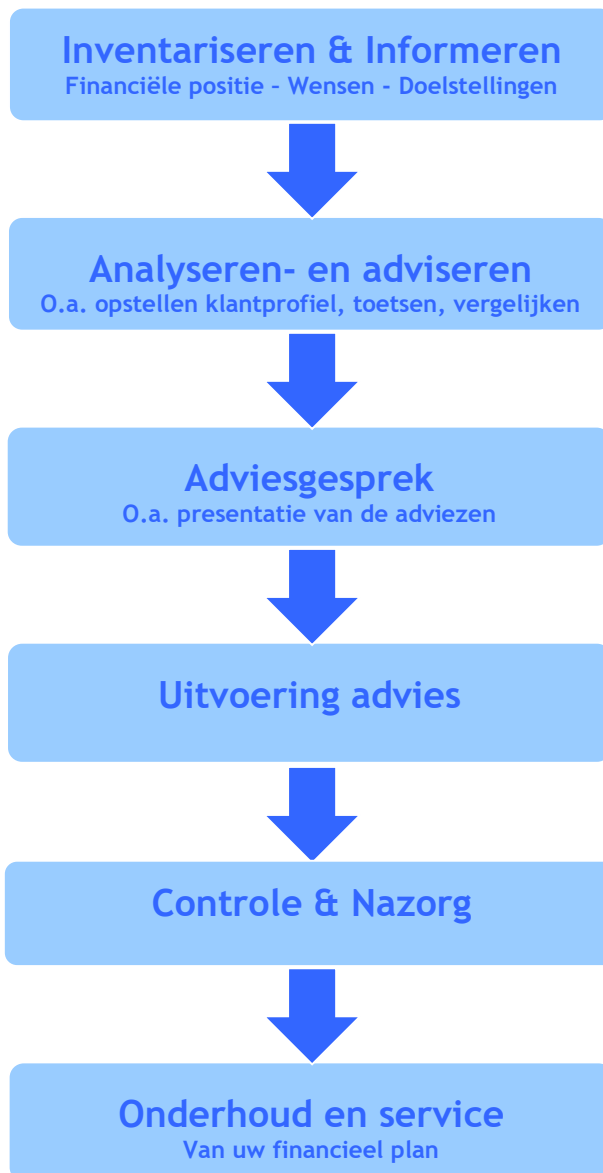 Inventariseren & Informeren
Financiële positie – Wensen - Doelstellingen
Analyseren- en adviseren
O.a. opstellen klantprofiel, toetsen, vergelijken
Adviesgesprek
O.a. presentatie van de adviezen
Uitvoering advies
Controle & Nazorg
Onderhoud en service
Van uw financieel plan